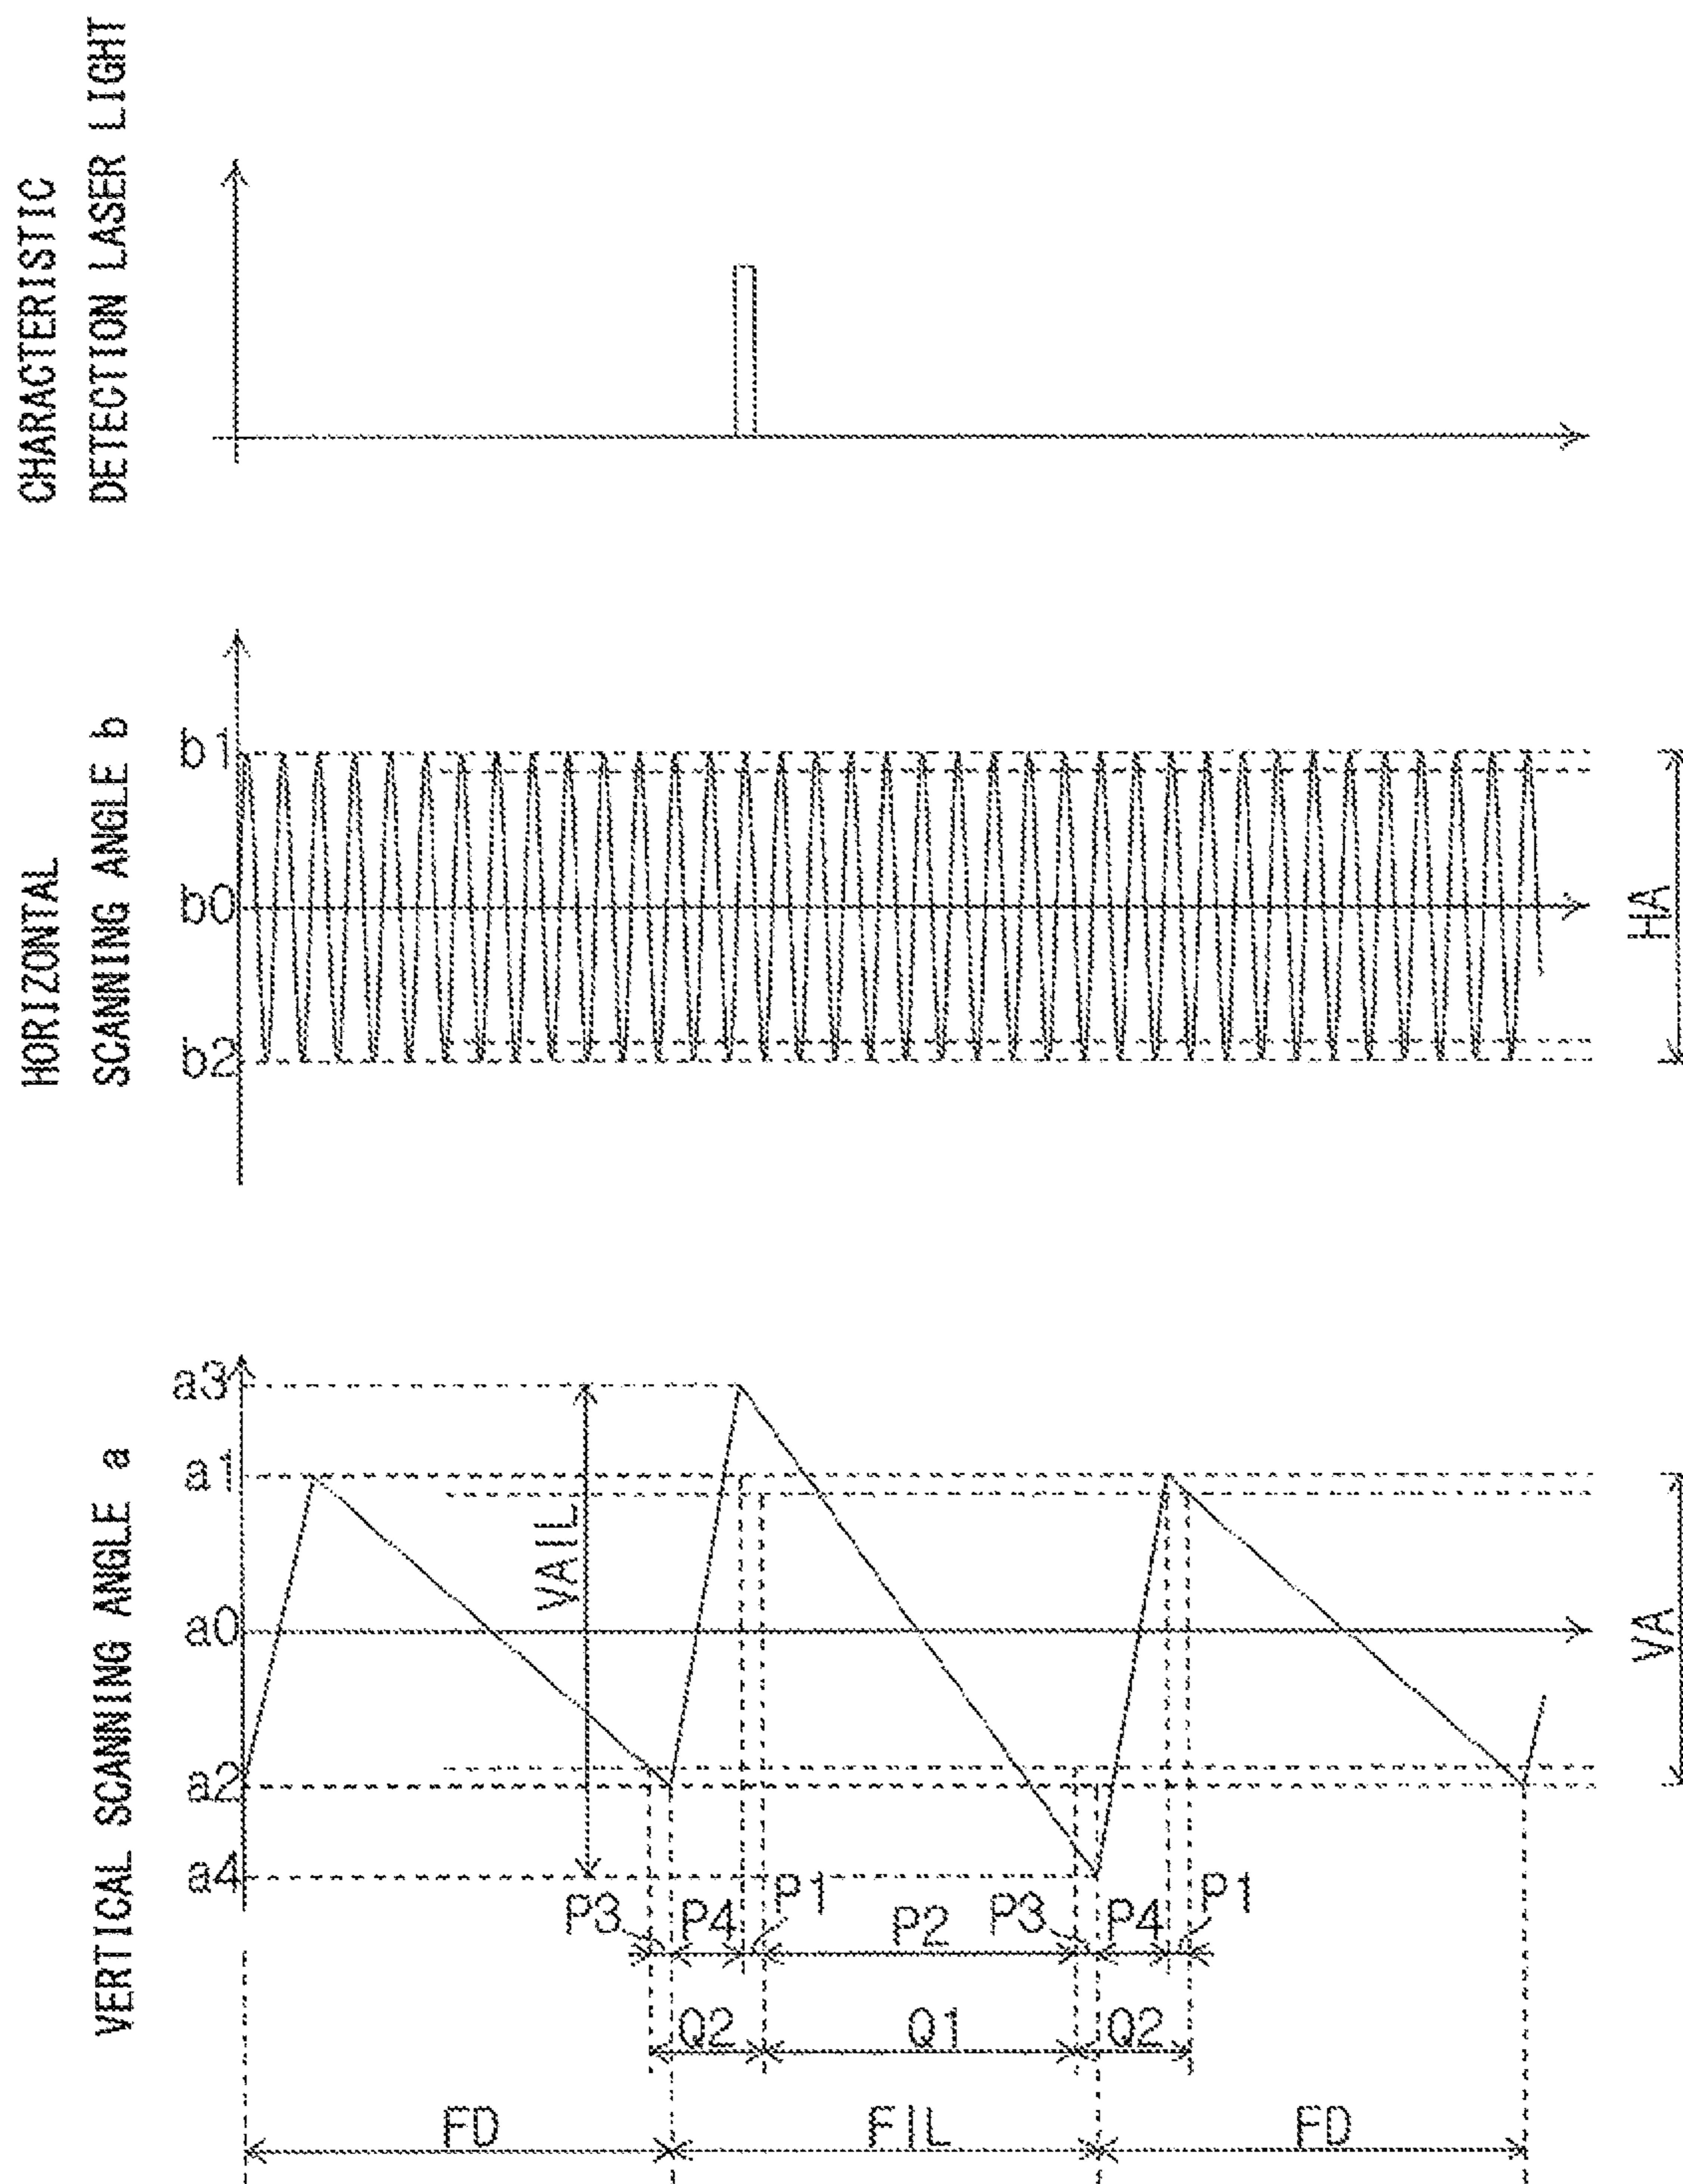 CHARACTERISTIC
DETECTION LASER LIGHT
HORIZONTAL
SCANNING ANGLE b
b1
b0
b2
HA
VERTICAL SCANNING ANGLE a
a3
a1
a0
a2
a4
VAIL
VA
P3
P4
P1
P2
P3
P4
P1
Q2
Q1
Q2
FD
FIL
FD